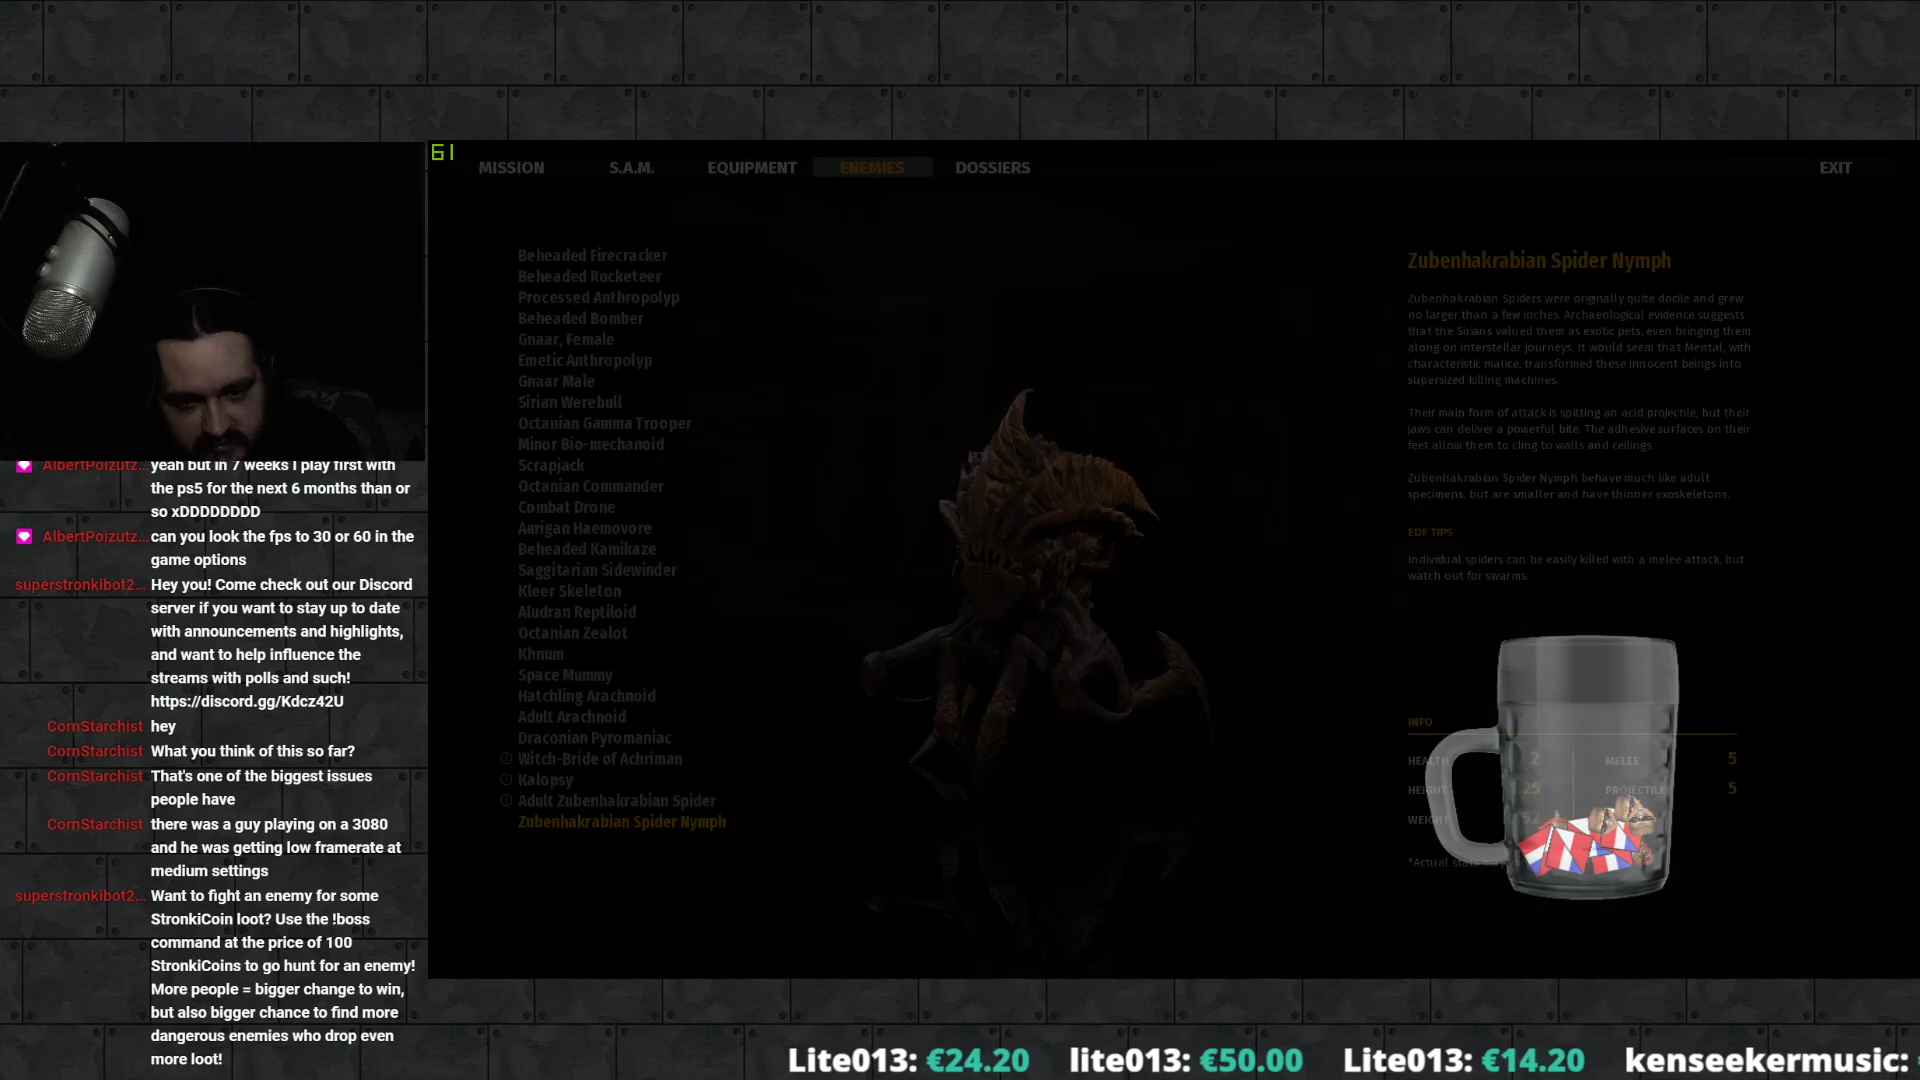 61
MISSION S.A.M. EQUIPMENT ENEMIES DOSSIERS EXIT
AlbertPoizutz... yeah but in 7 weeks I play first with
the ps5 for the next 6 months than or
so xDDDDDDDD
AlbertPoizutz... can you look the fps to 30 or 60 in the
game options
superstronkibot2... Hey you! Come check out our Discord
server if you want to stay up to date
with announcements and highlights,
and want to help influence the
streams with polls and such!
https://discord.gg/Kdcz42U
CornStarchist hey
CornStarchist What you think of this so far?
CornStarchist That's one of the biggest issues
people have
CornStarchist there was a guy playing on a 3080
and he was getting low framerate at
medium settings
superstronkibot2... Want to fight an enemy for some
StronkiCoin loot? Use the !boss
command at the price of 100
StronkiCoins to go hunt for an enemy!
More people = bigger change to win,
but also bigger chance to find more
dangerous enemies who drop even
more loot!
Beheaded Firecracker
Beheaded Rocketeer
Processed Anthropolyp
Beheaded Bomber
Gnaar, Female
Emetic Anthropolyp
Gnaar Male
Sirian Werebull
Octanian Gamma Trooper
Minor Bio-mechanoid
Scrapjack
Octanian Commander
Combat Drone
Aurigan Haemovore
Beheaded Kamikaze
Saggitarian Sidewinder
Kleer Skeleton
Aludran Reptiloid
Octanian Zealot
Khnum
Space Mummy
Hatchling Arachnoid
Adult Arachnoid
Draconian Pyromaniac
Witch-Bride of Achriman
Kalopsy
Adult Zubenhakrabian Spider
Zubenhakrabian Spider Nymph
Zubenhakrabian Spider Nymph
Zubenhakrabian Spiders were originally quite docile and grew
no larger than a few inches. Archaeological evidence suggests
that the Sirians valued them as exotic pets, even bringing them
along on interstellar journeys. It would seem that Mental, with
characteristic malice, transformed these innocent beings into
supersized killing machines.
Their main form of attack is spitting an acid projectile, but their
jaws can deliver a powerful bite. The adhesive surfaces on their
feet allow them to cling to walls and ceilings.
Zubenhakrabian Spider Nymph behave much like adult
specimens, but are smaller and have thinner exoskeletons.
EDF TIPS
Individual spiders can be easily killed with a melee attack, but
watch out for swarms.
INFO
HEALTH 2 MELEE 5
HEIGHT 1.25 PROJECTILE 5
WEIGHT 52
*Actual stats may
Lite013: €24.20 lite013: €50.00 Lite013: €14.20 kenseekermusic: